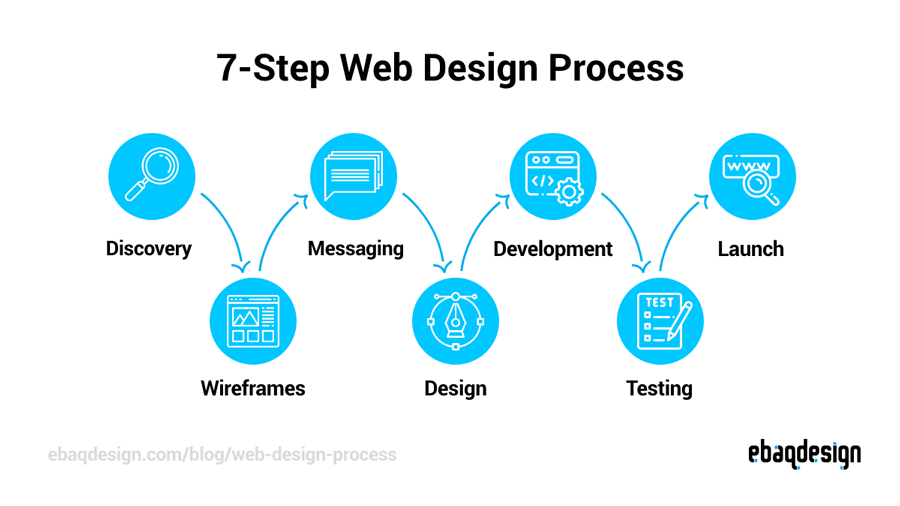 7-Step Web Design Process
WWW
</>
TEST
Discovery
Messaging
Development
Launch
Wireframes
Design
Testing
ebaqdesign.com/blog/web-design-process
ebaqdesign